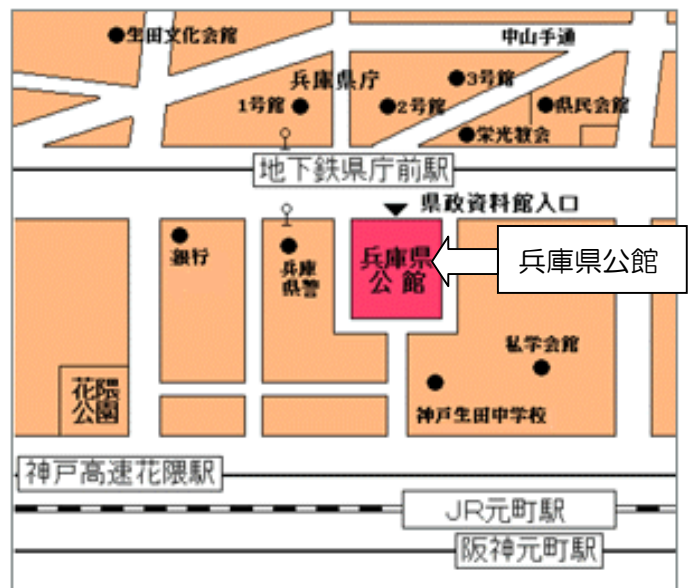 生田文化会館
中山手通
兵庫県庁
3号館
1号館
2号館
県民会館
栄光教会
地下鉄県庁前駅
県政資料館入口
銀行
兵庫
県警
兵庫県
公館
兵庫県公館
私学会館
花隈
公園
神戸生田中学校
神戸高速花隈駅
JR元町駅
阪神元町駅